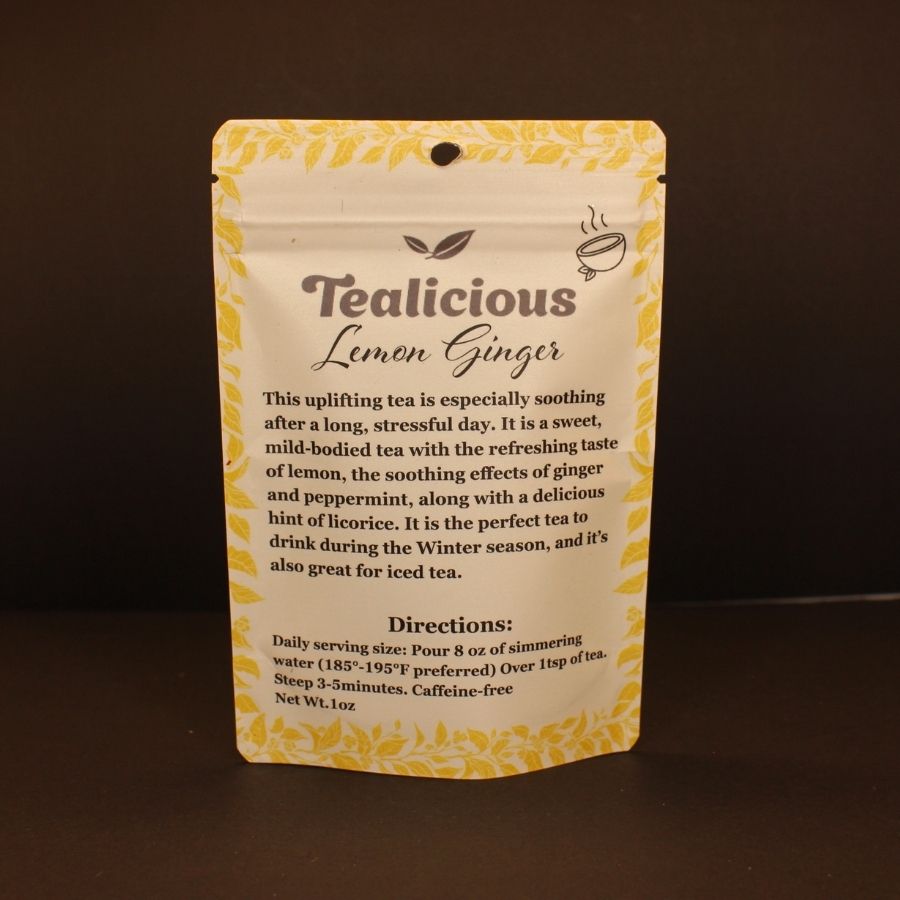 Tealicious
Lemon Ginger
This uplifting tea is especially soothing
after a long, stressful day. It is a sweet,
mild-bodied tea with the refreshing taste
of lemon, the soothing effects of ginger
and peppermint, along with a delicious
hint of licorice. It is the perfect tea to
drink during the Winter season, and it's
also great for iced tea.
Directions:
Daily serving size: Pour 8 oz of simmering
water (185°-195°F preferred) Over 1tsp of tea.
Steep 3-5minutes. Caffeine-free
Net Wt.1oz